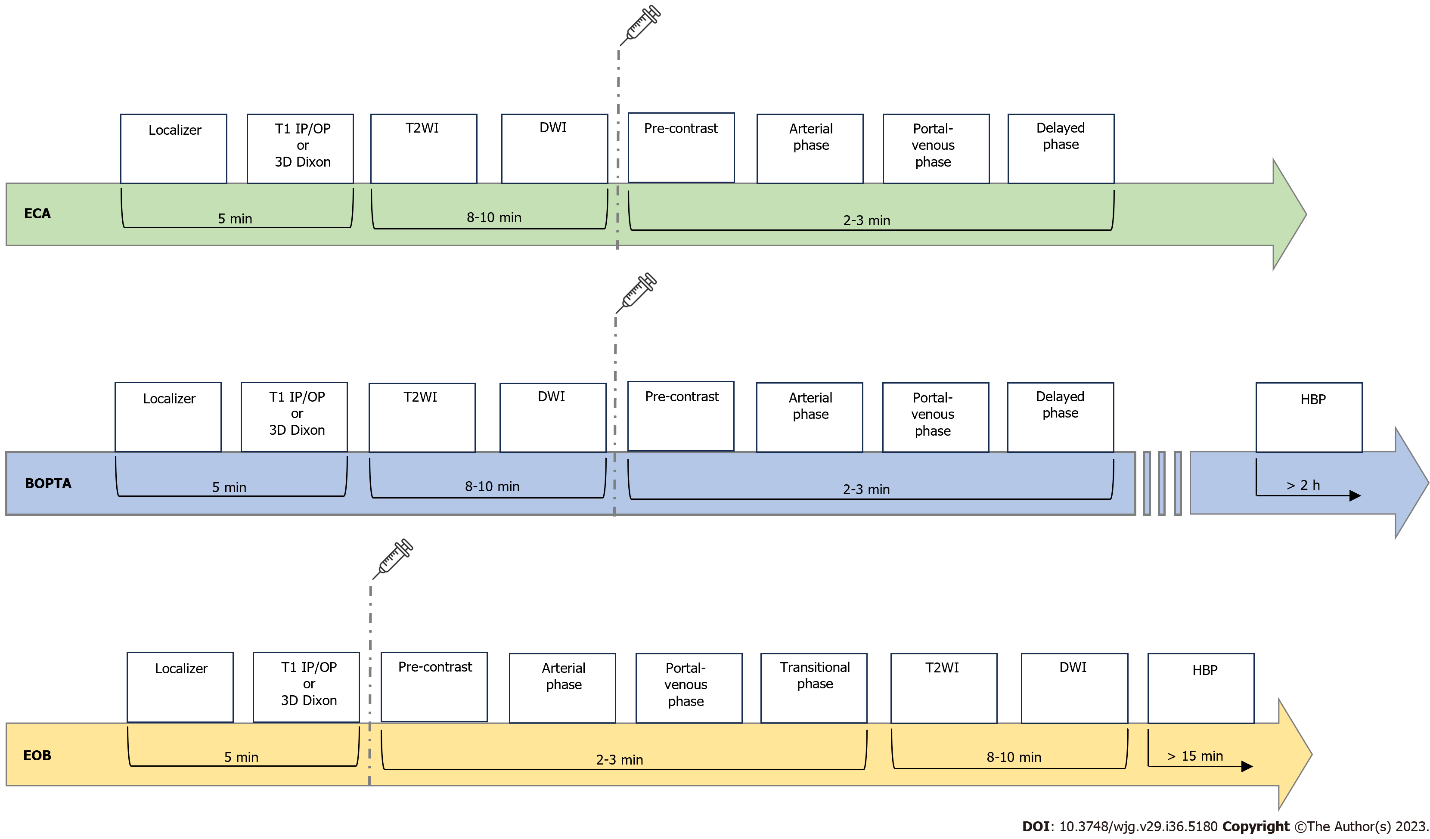 Localizer
T1 IP/OP
or
3D Dixon
T2WI
DWI
Pre-contrast
Arterial
phase
Portal-
venous
phase
Delayed
phase
ECA
5 min
8-10 min
2-3 min
Localizer
T1 IP/OP
or
3D Dixon
T2WI
DWI
Pre-contrast
Arterial
phase
Portal-
venous
phase
Delayed
phase
HBP
BOPTA
5 min
8-10 min
2-3 min
> 2 h
Localizer
T1 IP/OP
or
3D Dixon
Pre-contrast
Arterial
phase
Portal-
venous
phase
Transitional
phase
T2WI
DWI
HBP
EOB
5 min
2-3 min
8-10 min
> 15 min
DOI: 10.3748/wjg.v29.i36.5180 Copyright ©The Author(s) 2023.